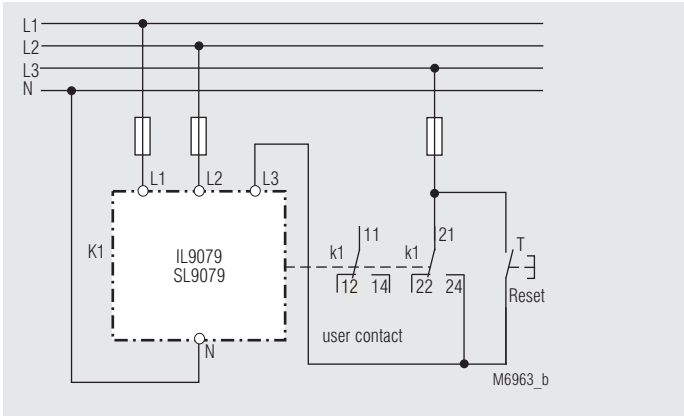 L1
L2
L3
N
L1
L2
L3
K1
IL9079
SL9079
N
k1
11
12
14
k1
21
22
24
T
Reset
user contact
M6963_b